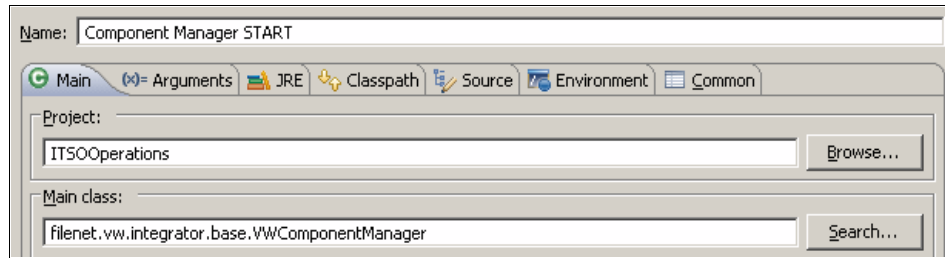 Name: Component Manager START
Main (x)= Arguments JRE Classpath Source Environment Common
Project:
ITSOOperations Browse...
Main class:
filenet.vw.integrator.base.VWComponentManager Search...